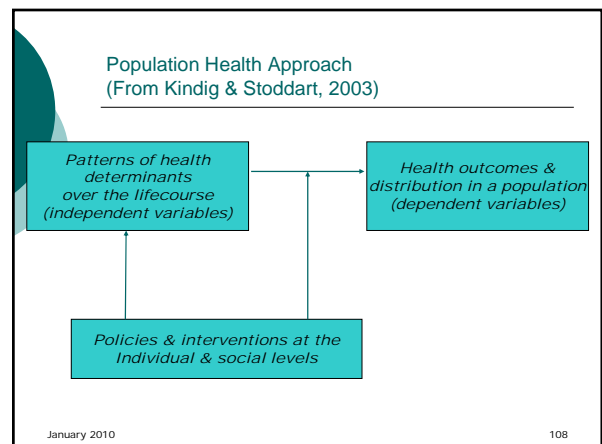 Population Health Approach
(From Kindig & Stoddart, 2003)
Patterns of health
determinants
over the lifecourse
(independent variables)
Health outcomes &
distribution in a population
(dependent variables)
Policies & interventions at the
Individual & social levels
January 2010
108